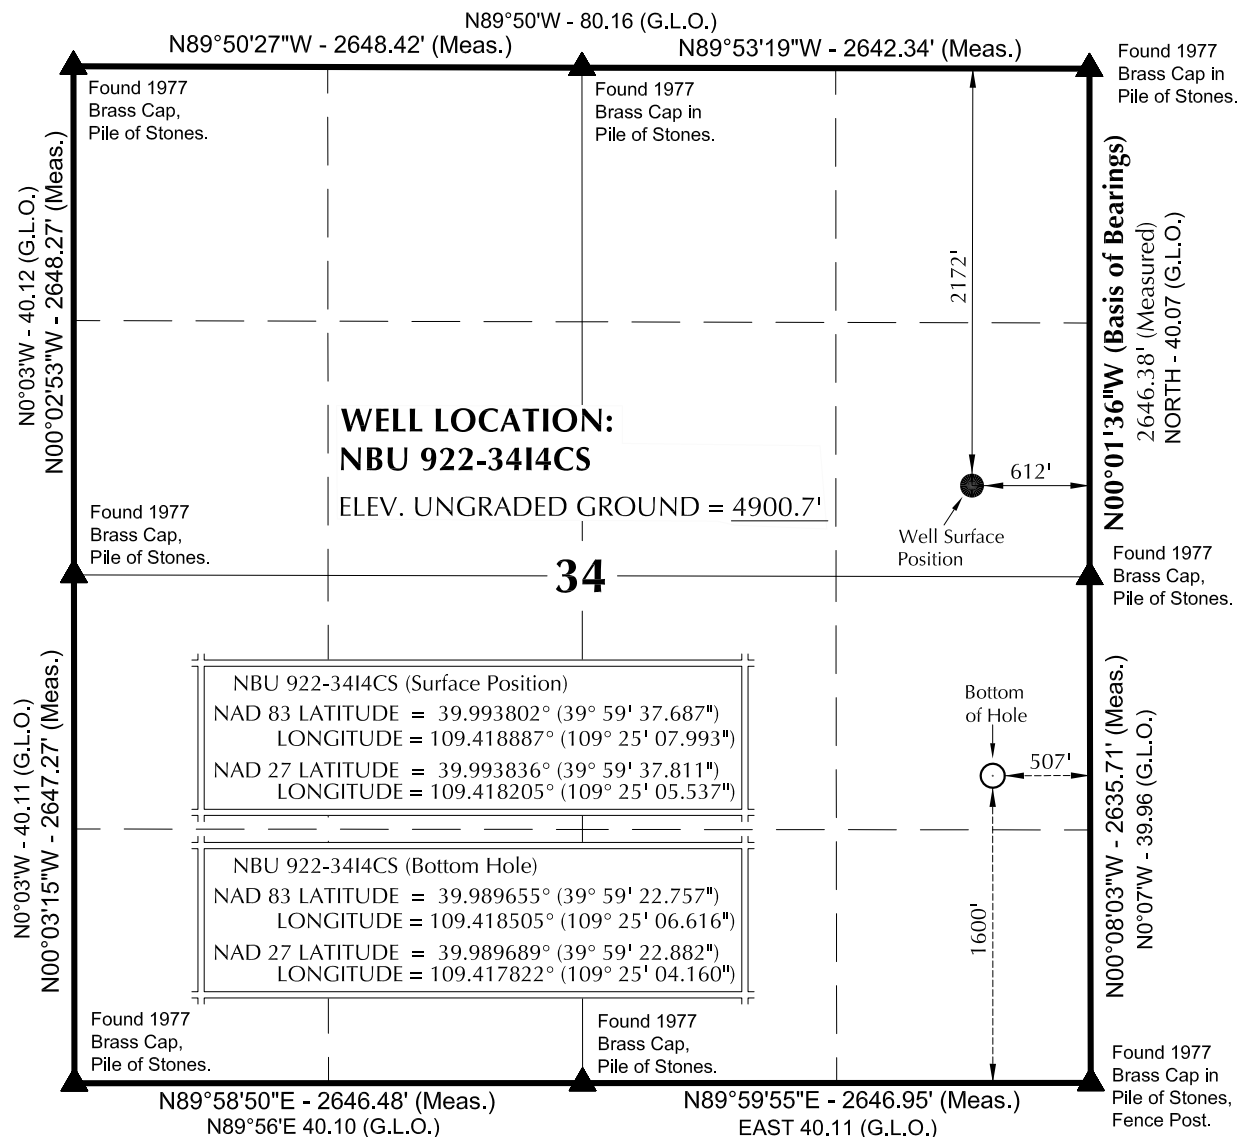 N89°50'W - 80.16 (G.L.O.)
N89°50'27"W - 2648.42' (Meas.)
N89°53'19"W - 2642.34' (Meas.)
Found 1977
Brass Cap,
Pile of Stones.
Found 1977
Brass Cap in
Pile of Stones.
Found 1977
Brass Cap in
Pile of Stones.
N0°03'W - 40.12 (G.L.O.)
N00°02'53"W - 2648.27' (Meas.)
2172'
N00°01'36"W (Basis of Bearings)
2646.38' (Measured)
NORTH - 40.07 (G.L.O.)
WELL LOCATION:
NBU 922-34I4CS
ELEV. UNGRADED GROUND = 4900.7'
612'
Well Surface
Position
Found 1977
Brass Cap,
Pile of Stones.
34
Found 1977
Brass Cap,
Pile of Stones.
N0°03'W - 40.11 (G.L.O.)
N00°03'15"W - 2647.27' (Meas.)
NBU 922-34I4CS (Surface Position)
NAD 83 LATITUDE = 39.993802° (39° 59' 37.687")
LONGITUDE = 109.418887° (109° 25' 07.993")
NAD 27 LATITUDE = 39.993836° (39° 59' 37.811")
LONGITUDE = 109.418205° (109° 25' 05.537")
NBU 922-34I4CS (Bottom Hole)
NAD 83 LATITUDE = 39.989655° (39° 59' 22.757")
LONGITUDE = 109.418505° (109° 25' 06.616")
NAD 27 LATITUDE = 39.989689° (39° 59' 22.882")
LONGITUDE = 109.417822° (109° 25' 04.160")
Bottom
of Hole
507'
1600'
N00°08'03"W - 2635.71' (Meas.)
N0°07'W - 39.96 (G.L.O.)
Found 1977
Brass Cap,
Pile of Stones.
Found 1977
Brass Cap,
Pile of Stones.
Found 1977
Brass Cap in
Pile of Stones,
Fence Post.
N89°58'50"E - 2646.48' (Meas.)
N89°56'E 40.10 (G.L.O.)
N89°59'55"E - 2646.95' (Meas.)
EAST 40.11 (G.L.O.)